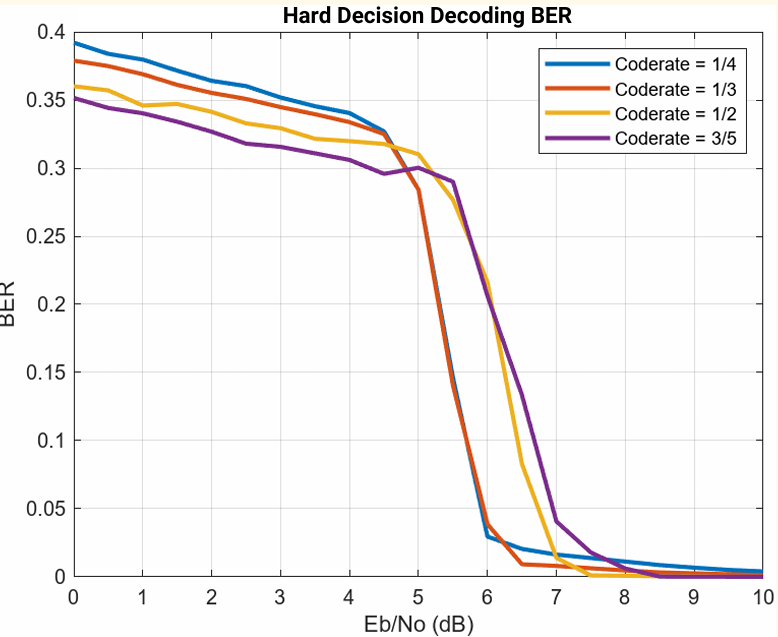 Hard Decision Decoding BER
0.4
0.35
0.3
0.25
0.2
0.15
0.1
0.05
0
BER
Coderate = 1/4
Coderate = 1/3
Coderate = 1/2
Coderate = 3/5
0 1 2 3 4 5 6 7 8 9 10
Eb/No (dB)